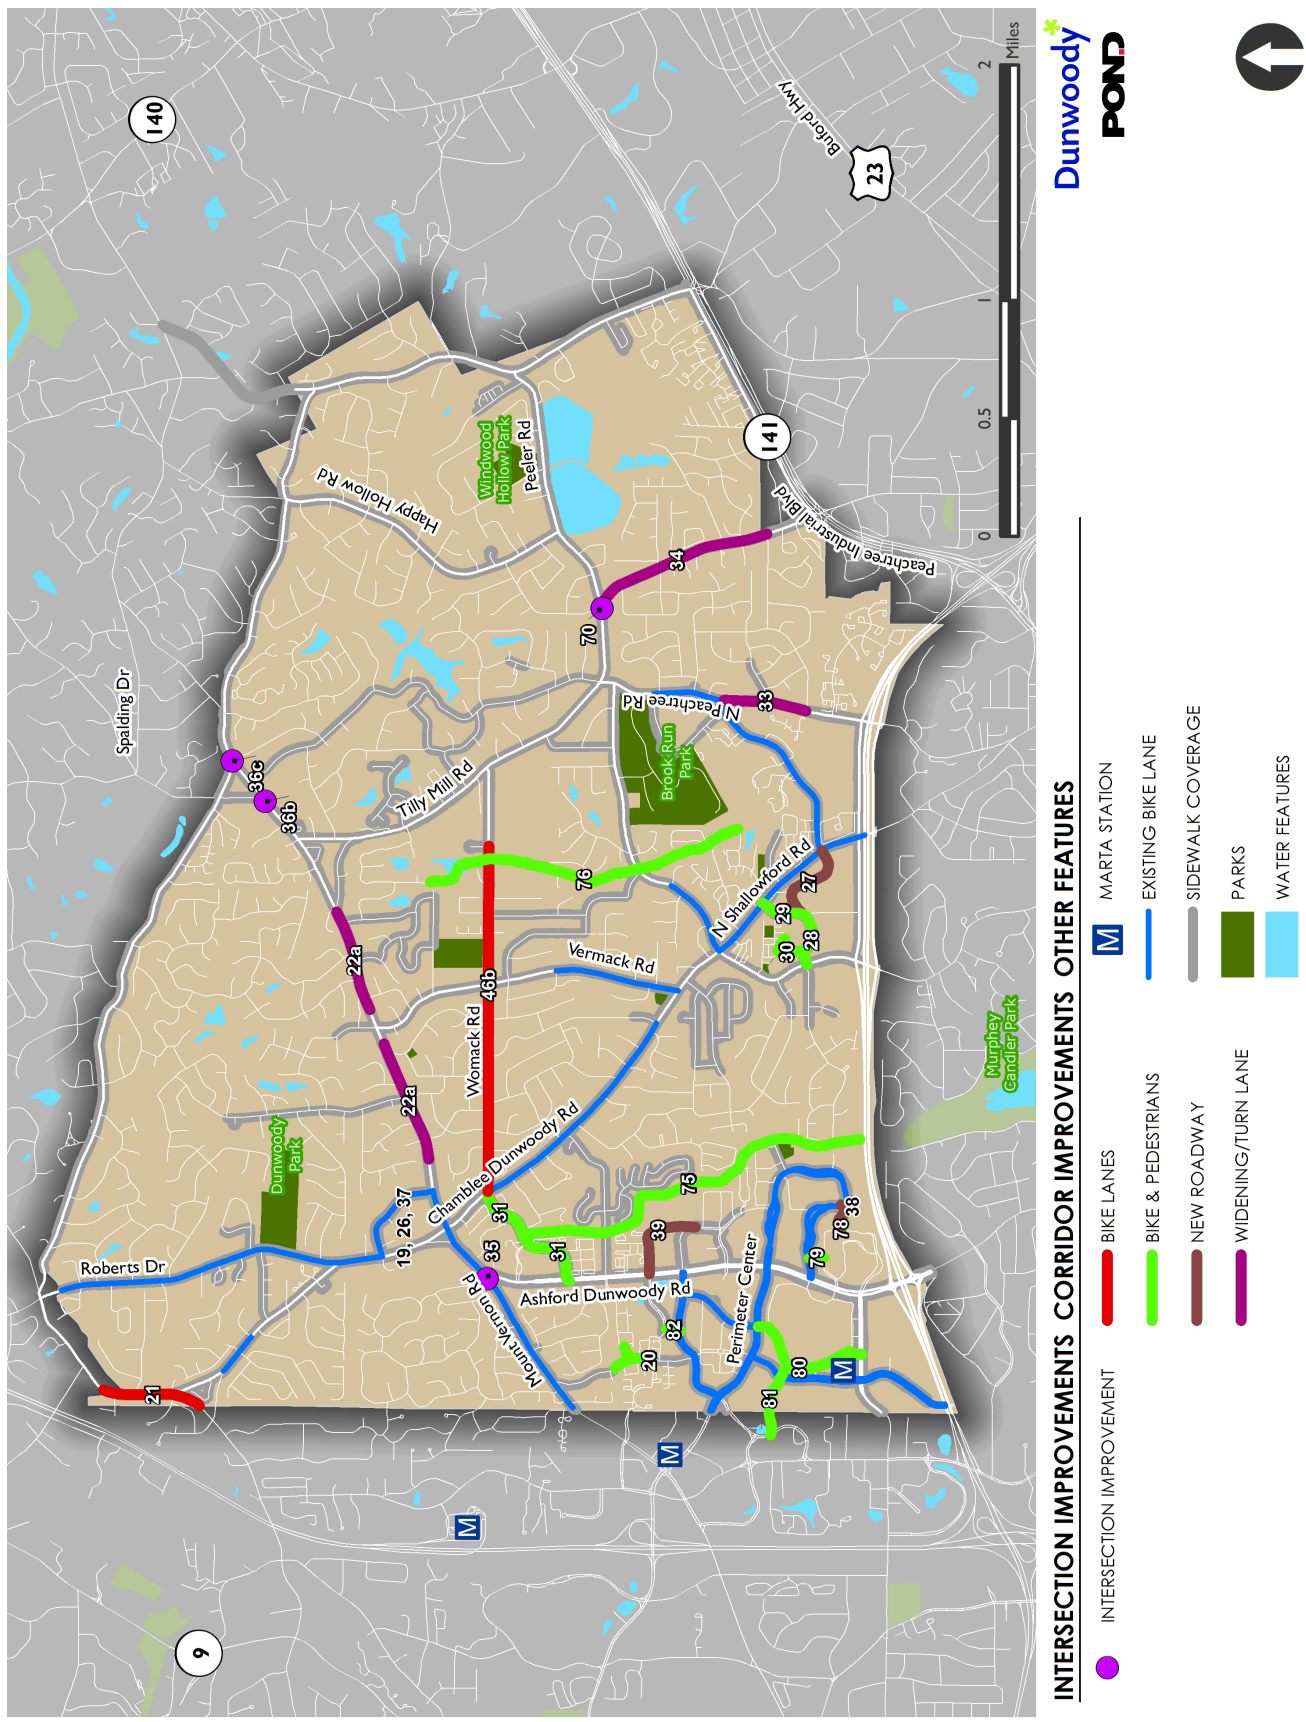 140
Spalding Dr
9
Roberts Dr
21
Dunwoody
Park
19, 26, 37
22a
22a
36b
36c
Happy Hollow Rd
Windwood
Hollow Park
Peeler Rd
Tilly Mill Rd
Womack Rd
46b
Chamblee Dunwoody Rd
31
31
35
Mount Vernon Rd
Ashford Dunwoody Rd
Vermack Rd
76
70
34
N Peachtree Rd
N
33
Brook Run
Park
N Shallowford Rd
27
28
29
30
75
39
20
82
Perimeter Center
78
38
79
80
81
M
M
M
141
Peachtree Industrial Blvd
Buford Hwy
23
Murphey
Candler Park
0
0.5
1
2
Miles
Dunwoody*
POND
INTERSECTION IMPROVEMENTS
INTERSECTION IMPROVEMENT
CORRIDOR IMPROVEMENTS
BIKE LANES
BIKE & PEDESTRIANS
NEW ROADWAY
WIDENING/TURN LANE
OTHER FEATURES
M
MARTA STATION
EXISTING BIKE LANE
SIDEWALK COVERAGE
PARKS
WATER FEATURES